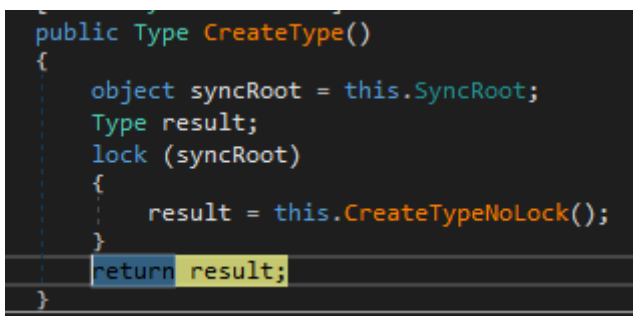 public Type CreateType()
{
object syncRoot = this.SyncRoot;
Type result;
lock (syncRoot)
{
result = this.CreateTypeNoLock();
}
return result;
}